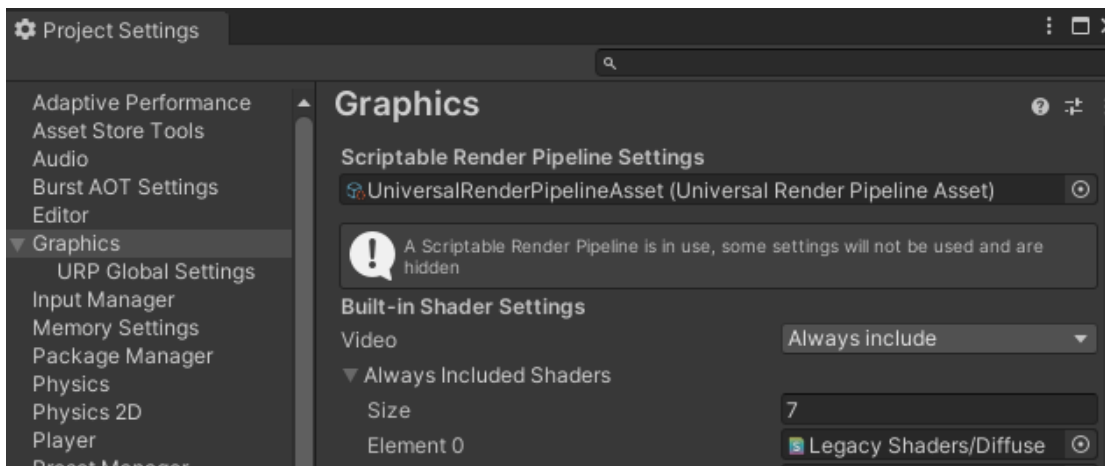 Project Settings
Adaptive Performance
Asset Store Tools
Audio
Burst AOT Settings
Editor
Graphics
URP Global Settings
Input Manager
Memory Settings
Package Manager
Physics
Physics 2D
Player
Graphics
Scriptable Render Pipeline Settings
UniversalRenderPipelineAsset (Universal Render Pipeline Asset)
A Scriptable Render Pipeline is in use, some settings will not be used and are
hidden
Built-in Shader Settings
Video Always include
Always Included Shaders
Size 7
Element 0 Legacy Shaders/Diffuse